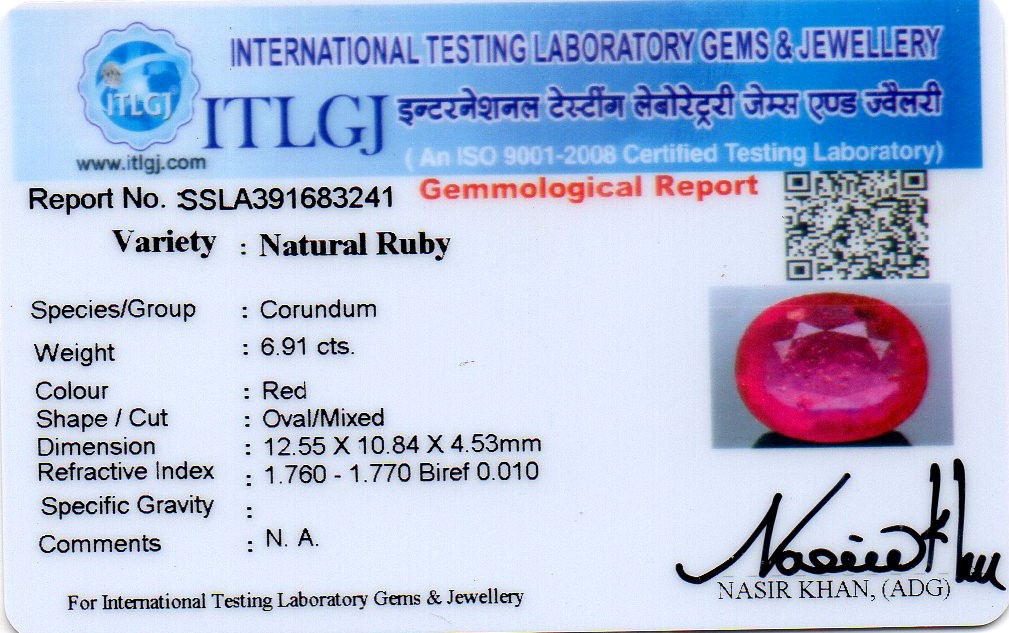 INTERNATIONAL TESTING LABORATORY GEMS & JEWELLERY
ITLGJ
ITLGJ इन्टरनेशनल टेस्टींग लेबोरेट्ररी जेम्स एण्ड ज्वैलरी
www.itlgj.com
( An ISO 9001-2008 Certified Testing Laboratory)
Report No. :SSLA391683241
Gemmological Report
Variety : Natural Ruby
Species/Group : Corundum
Weight : 6.91 cts.
Colour : Red
Shape / Cut : Oval/Mixed
Dimension : 12.55 X 10.84 X 4.53mm
Refractive Index : 1.760 - 1.770 Biref 0.010
Specific Gravity :
Comments : N. A.
Nasir Khan
NASIR KHAN, (ADG)
For International Testing Laboratory Gems & Jewellery